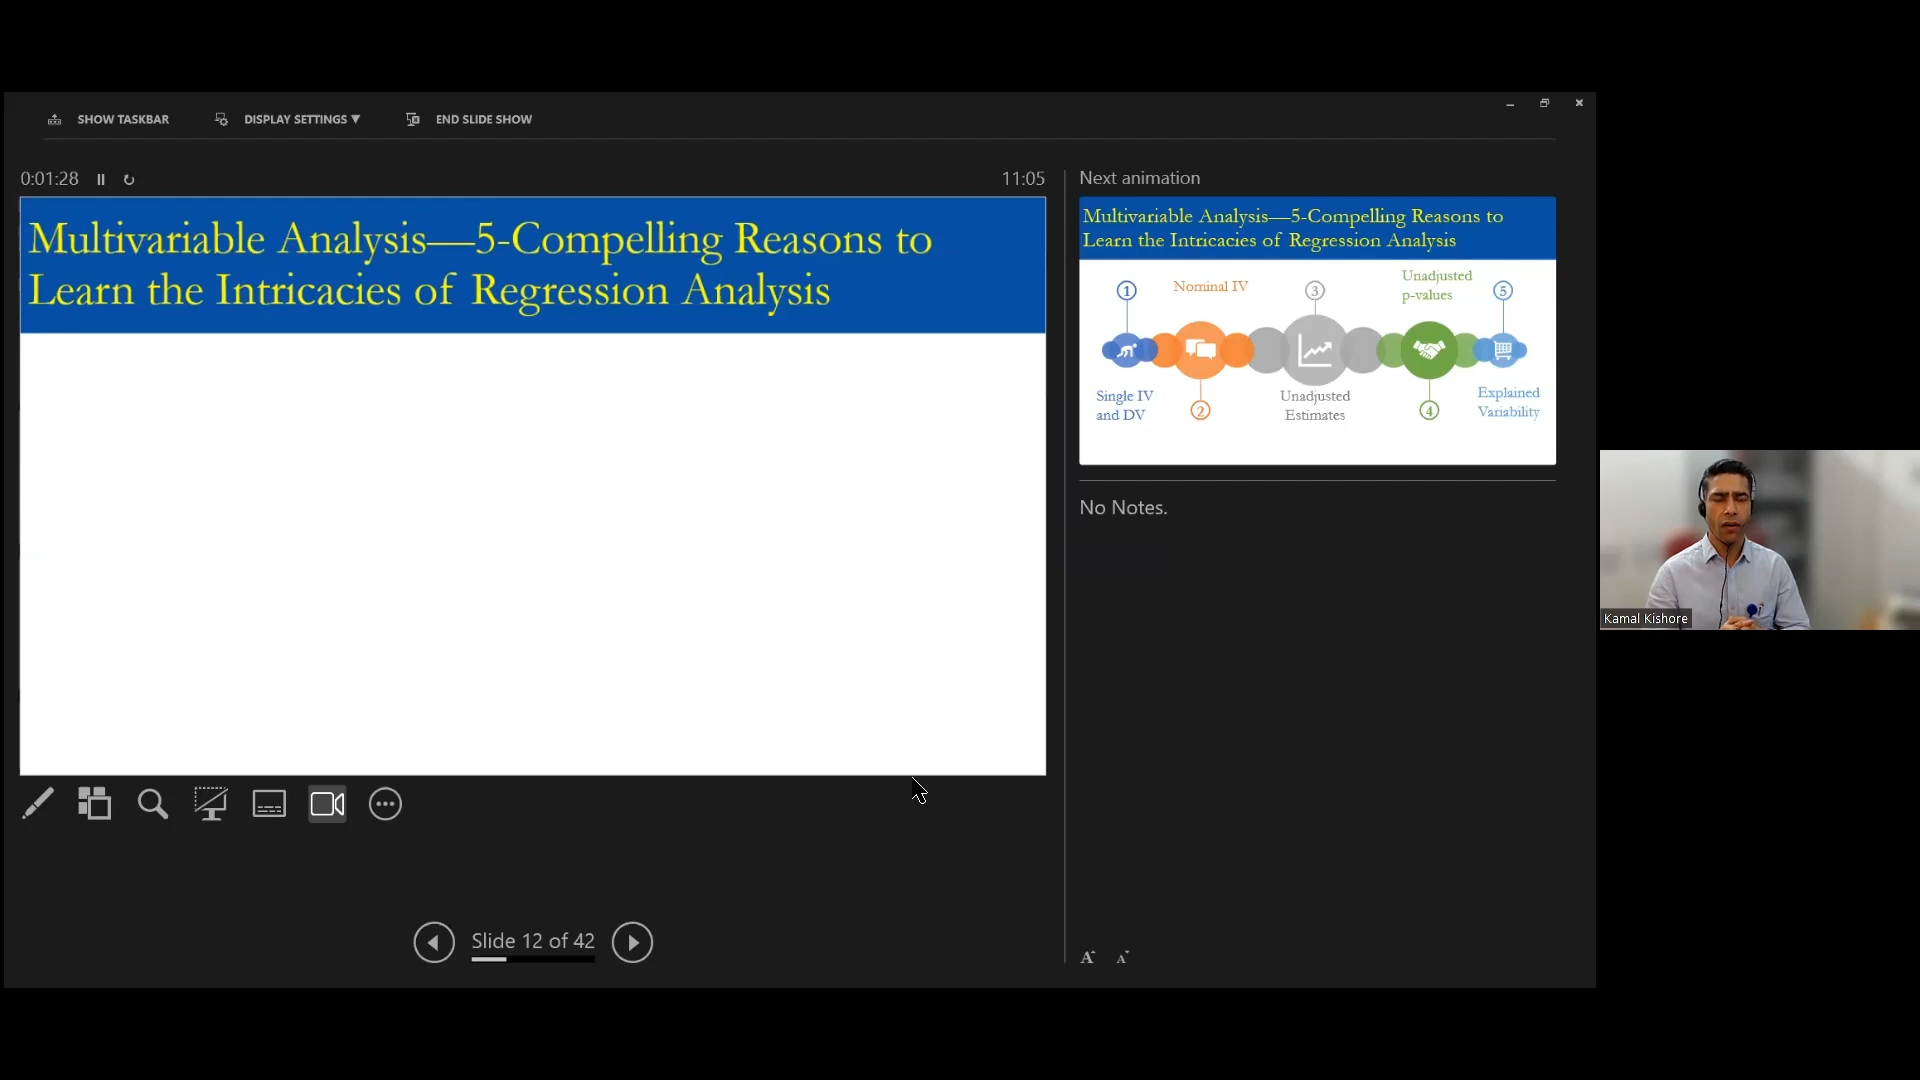 SHOW TASKBAR
DISPLAY SETTINGS ▼
END SLIDE SHOW
0:01:28
11:05
Multivariable Analysis—5-Compelling Reasons to
Learn the Intricacies of Regression Analysis
Slide 12 of 42
Next animation
Multivariable Analysis—5-Compelling Reasons to
Learn the Intricacies of Regression Analysis
1
Nominal IV
3
Unadjusted
p-values
5
Single IV
and DV
2
Unadjusted
Estimates
4
Explained
Variability
No Notes.
A A
Kamal Kishore